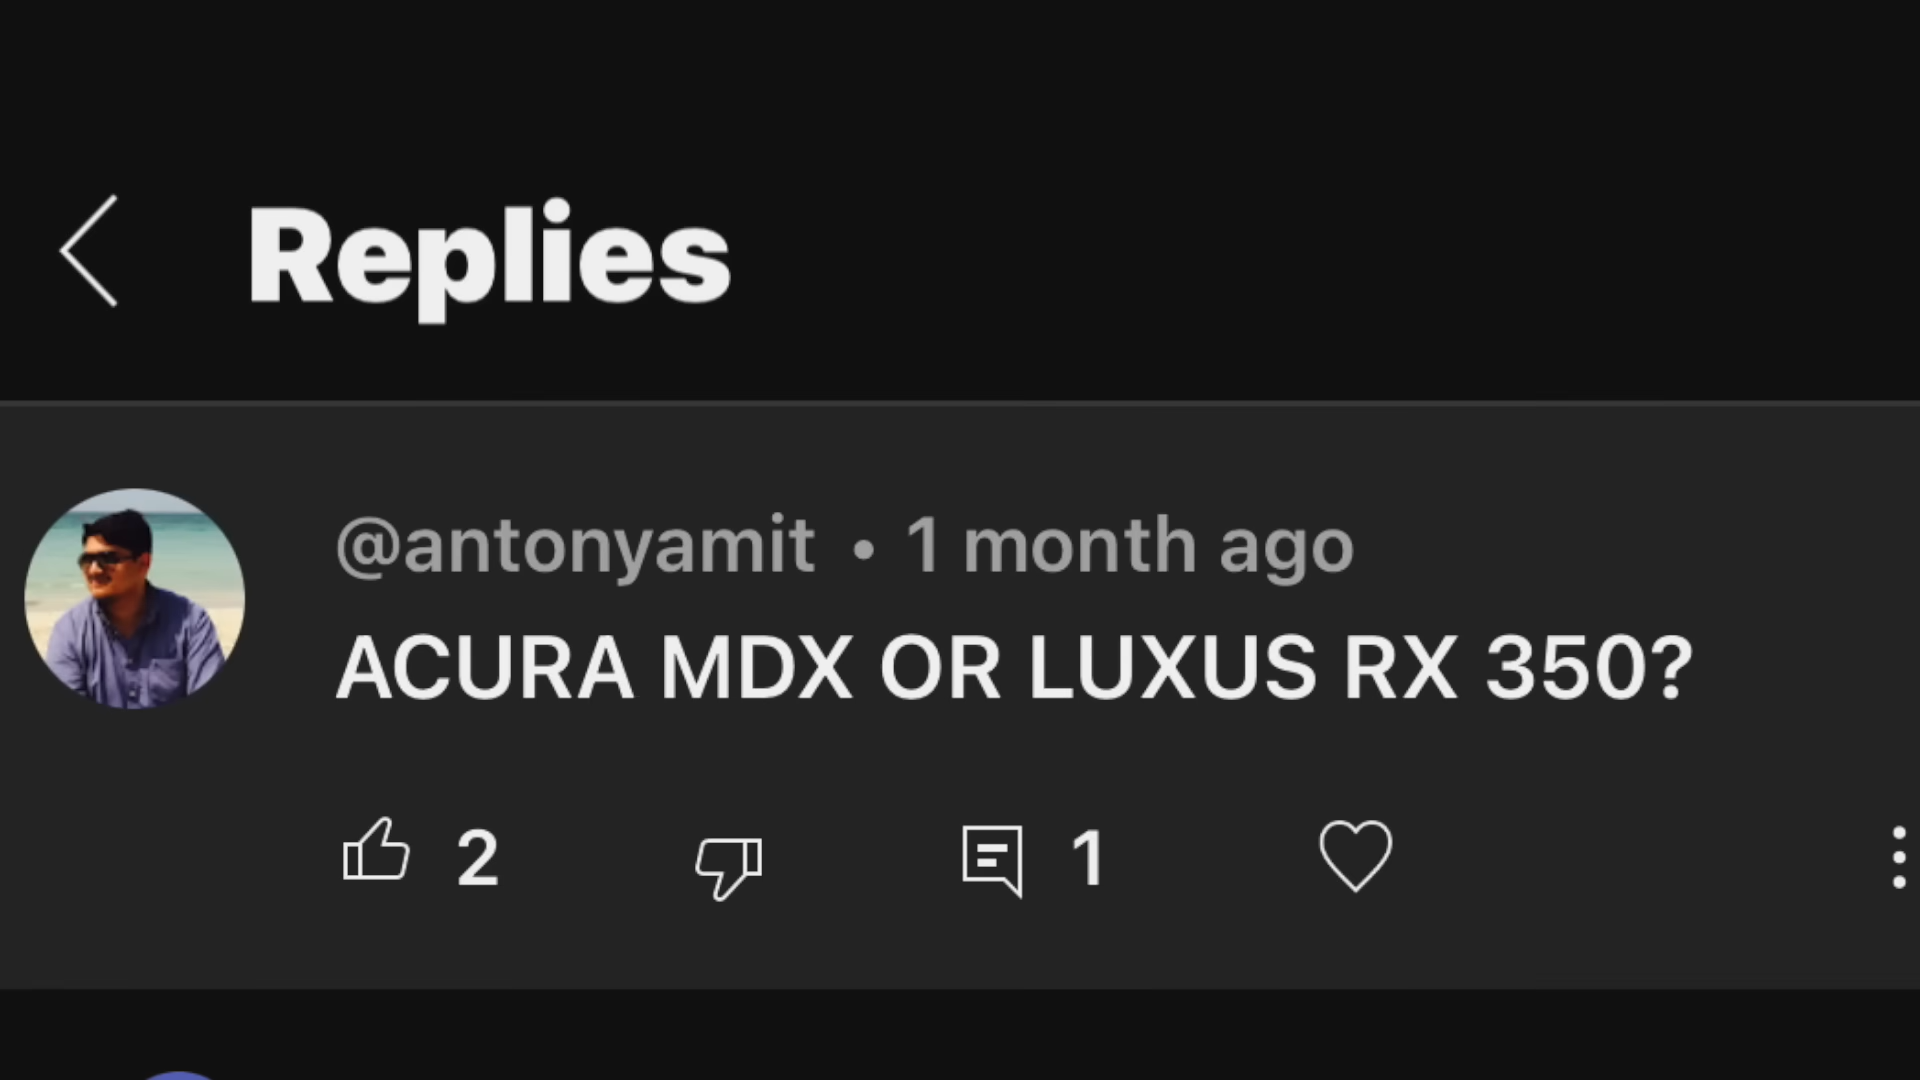 Replies
@antonyamit • 1 month ago
ACURA MDX OR LUXUS RX 350?
2 1